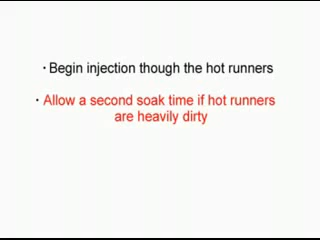 · Begin injection though the hot runners
· Allow a second soak time if hot runners
are heavily dirty